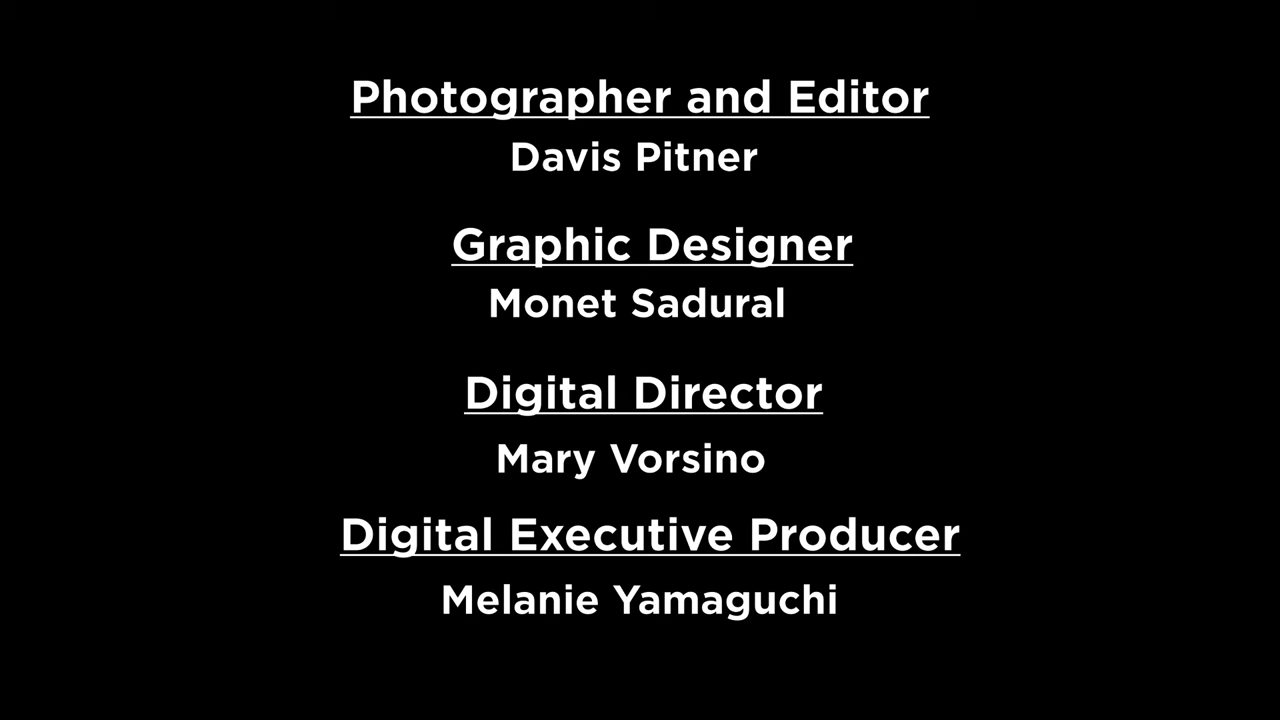 Photographer and Editor
Davis Pitner
Graphic Designer
Monet Sadural
Digital Director
Mary Vorsino
Digital Executive Producer
Melanie Yamaguchi